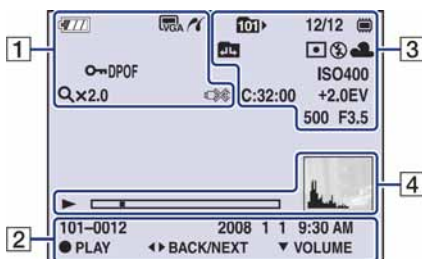 1
VGA
101
12/12
3
DPOF
ISO400
×2.0
C:32:00
+2.0EV
500 F3.5
4
2
101-0012
2008 1 1 9:30 AM
● PLAY
◄► BACK/NEXT
▼ VOLUME